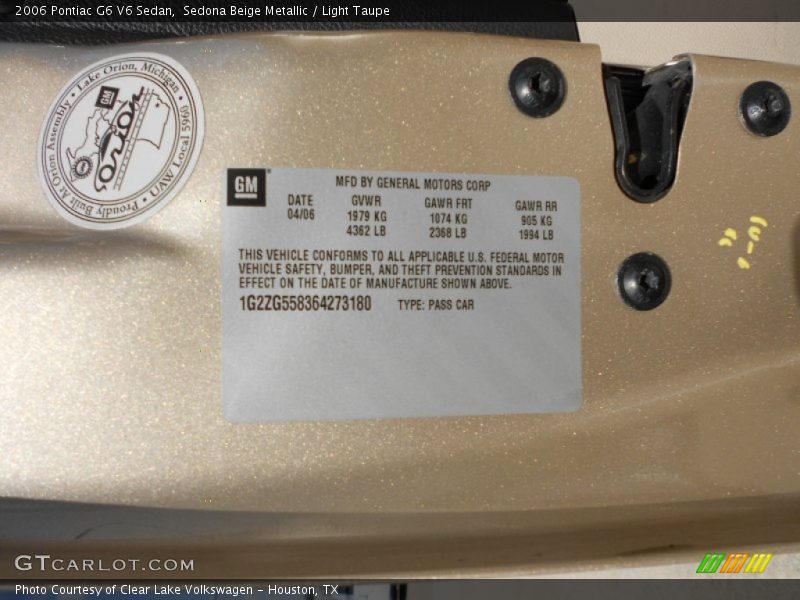 2006 Pontiac G6 V6 Sedan,  Sedona Beige Metallic / Light Taupe
Proudly Built At Orion Assembly • Lake Orion, Michigan • UAW Local 5960 •
GM
Orion
GM
MFD BY GENERAL MOTORS CORP
DATE GVWR GAWR FRT GAWR RR
04/06 1979 KG 1074 KG 905 KG
4362 LB 2368 LB 1994 LB
THIS VEHICLE CONFORMS TO ALL APPLICABLE U.S. FEDERAL MOTOR
VEHICLE SAFETY, BUMPER, AND THEFT PREVENTION STANDARDS IN
EFFECT ON THE DATE OF MANUFACTURE SHOWN ABOVE.
1G2ZG558364273180 TYPE: PASS CAR
GTCARLOT.COM
Photo Courtesy of Clear Lake Volkswagen - Houston, TX